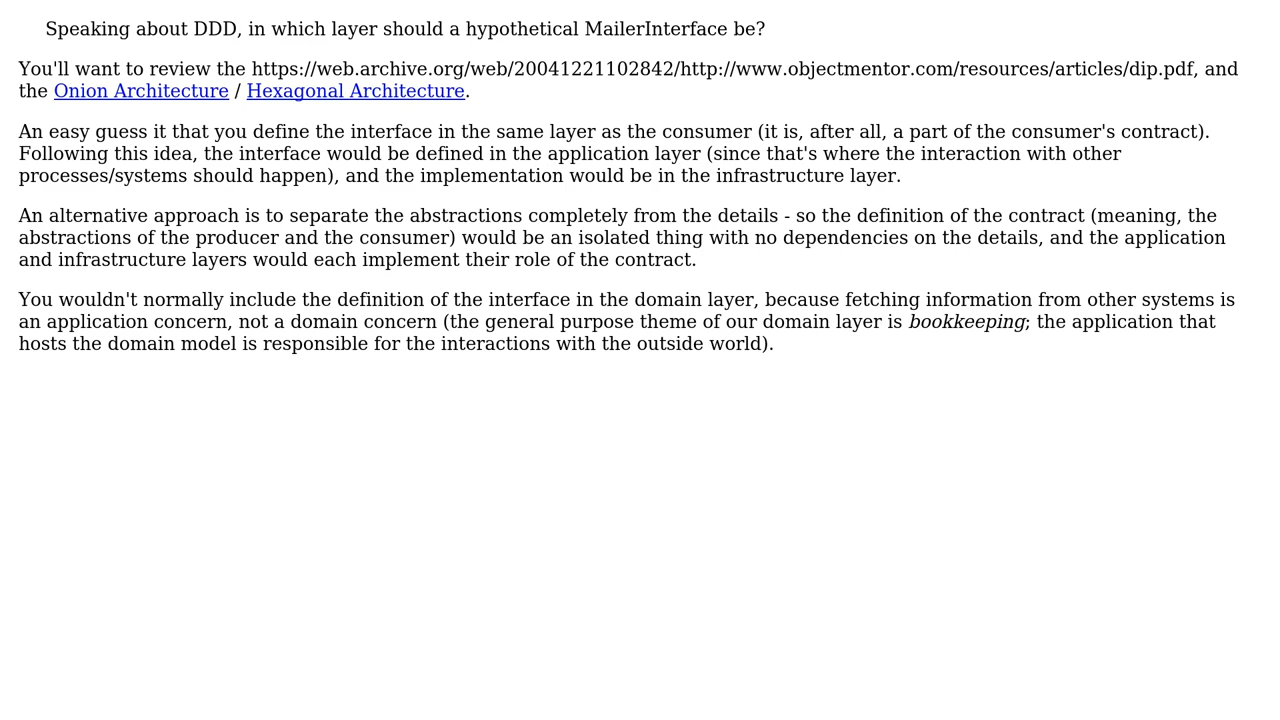 Speaking about DDD, in which layer should a hypothetical MailerInterface be?
You'll want to review the https://web.archive.org/web/20041221102842/http://www.objectmentor.com/resources/articles/dip.pdf, and
the Onion Architecture / Hexagonal Architecture.
An easy guess it that you define the interface in the same layer as the consumer (it is, after all, a part of the consumer's contract).
Following this idea, the interface would be defined in the application layer (since that's where the interaction with other
processes/systems should happen), and the implementation would be in the infrastructure layer.
An alternative approach is to separate the abstractions completely from the details - so the definition of the contract (meaning, the
abstractions of the producer and the consumer) would be an isolated thing with no dependencies on the details, and the application
and infrastructure layers would each implement their role of the contract.
You wouldn't normally include the definition of the interface in the domain layer, because fetching information from other systems is
an application concern, not a domain concern (the general purpose theme of our domain layer is bookkeeping; the application that
hosts the domain model is responsible for the interactions with the outside world).